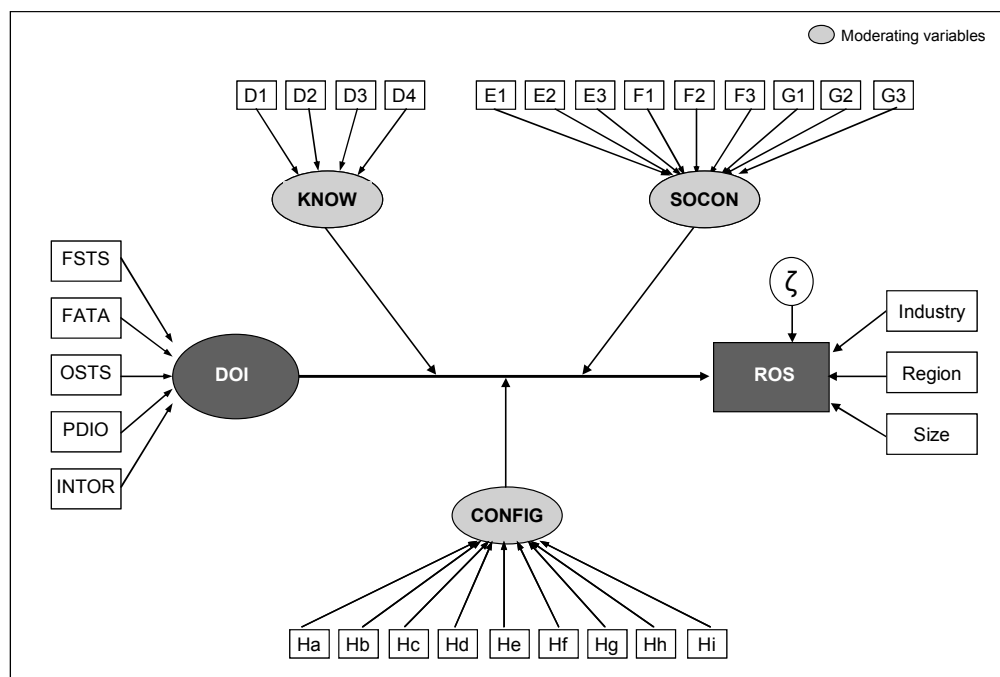 Moderating variables
D1 D2 D3 D4
E1 E2 E3 F1 F2 F3 G1 G2 G3
KNOW
SOCON
FSTS
FATA
OSTS
PDIO
INTOR
DOI
ζ
ROS
Industry
Region
Size
CONFIG
Ha Hb Hc Hd He Hf Hg Hh Hi